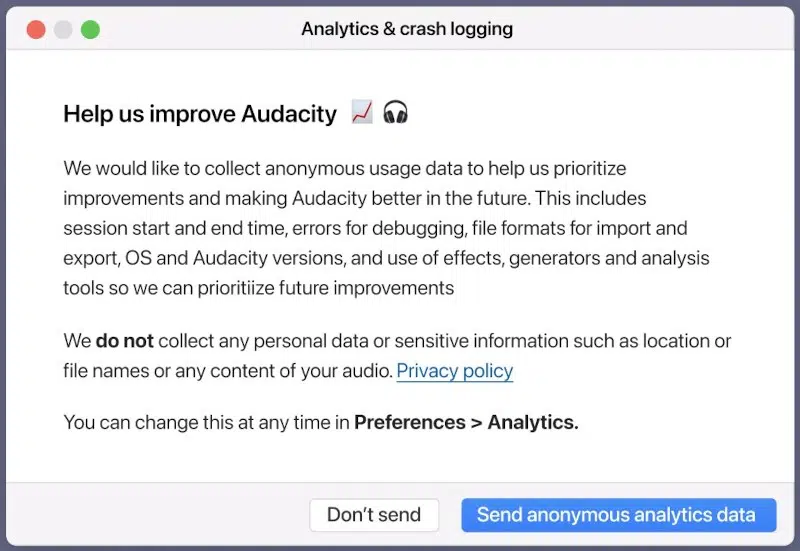 Analytics & crash logging
Help us improve Audacity 📈 🎧
We would like to collect anonymous usage data to help us prioritize
improvements and making Audacity better in the future. This includes
session start and end time, errors for debugging, file formats for import and
export, OS and Audacity versions, and use of effects, generators and analysis
tools so we can prioritiize future improvements
We do not collect any personal data or sensitive information such as location or
file names or any content of your audio. Privacy policy
You can change this at any time in Preferences > Analytics.
Don’t send
Send anonymous analytics data